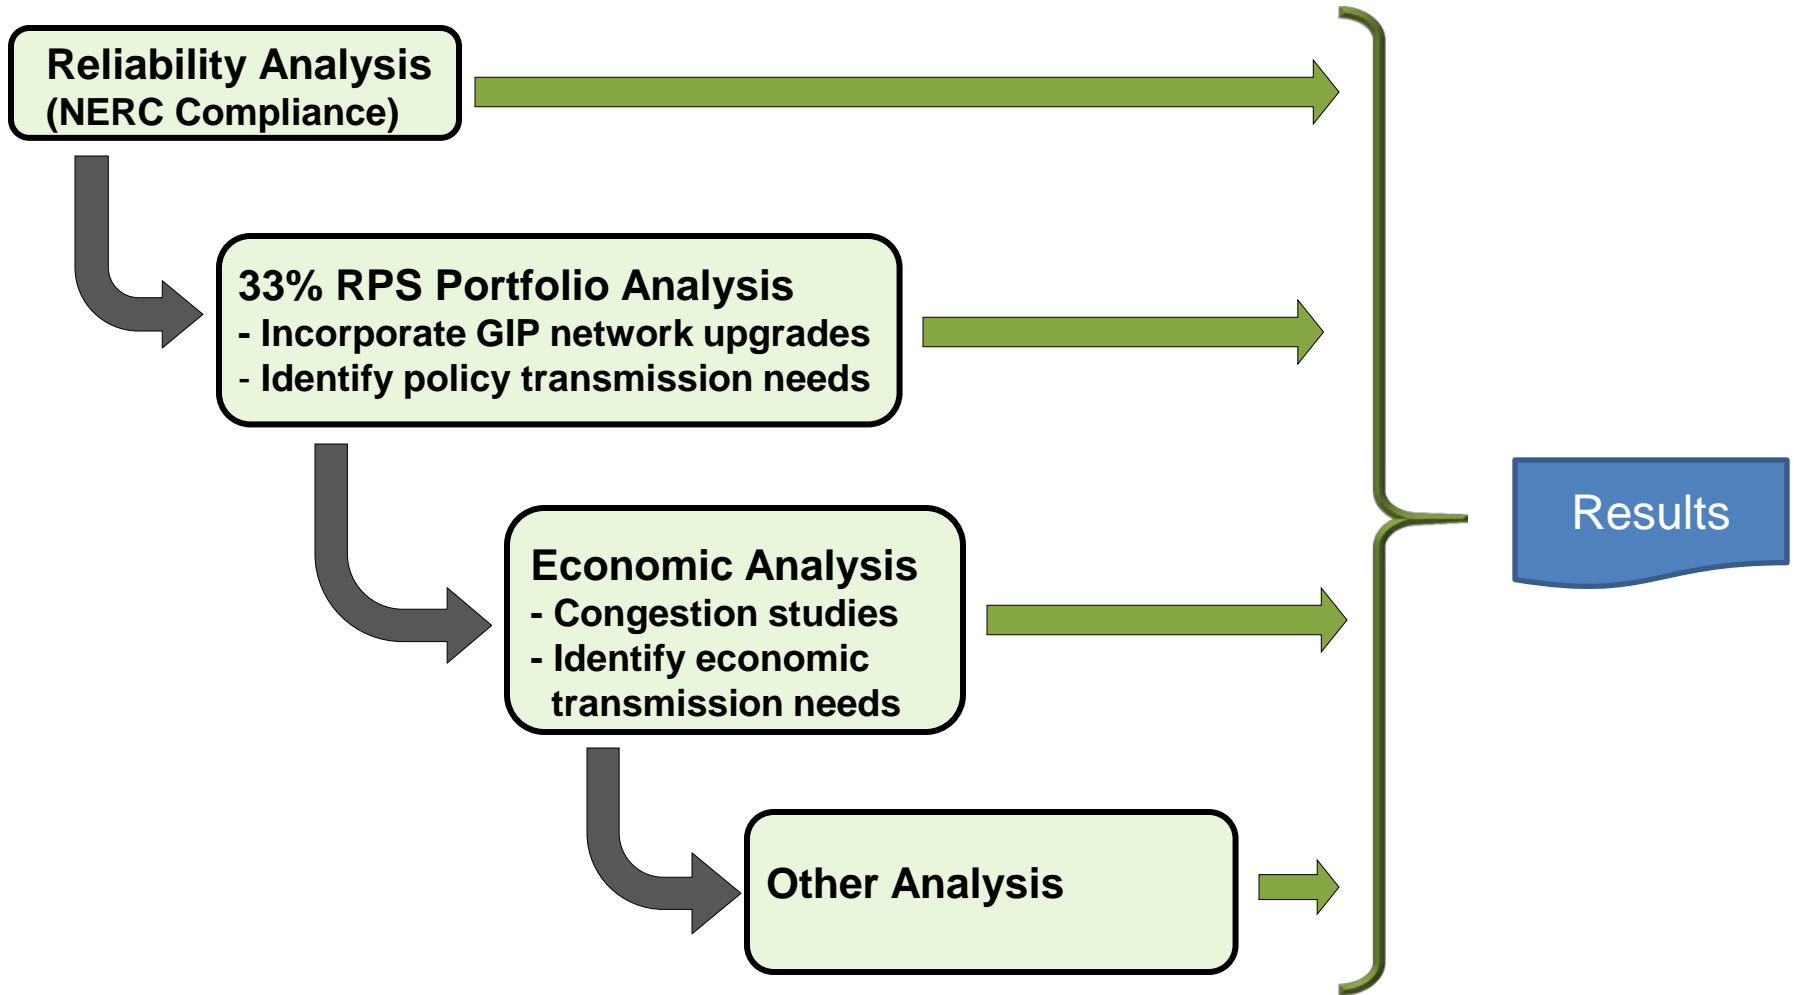 Reliability Analysis
(NERC Compliance)
33% RPS Portfolio Analysis
- Incorporate GIP network upgrades
- Identify policy transmission needs
Economic Analysis
- Congestion studies
- Identify economic
transmission needs
Results
Other Analysis